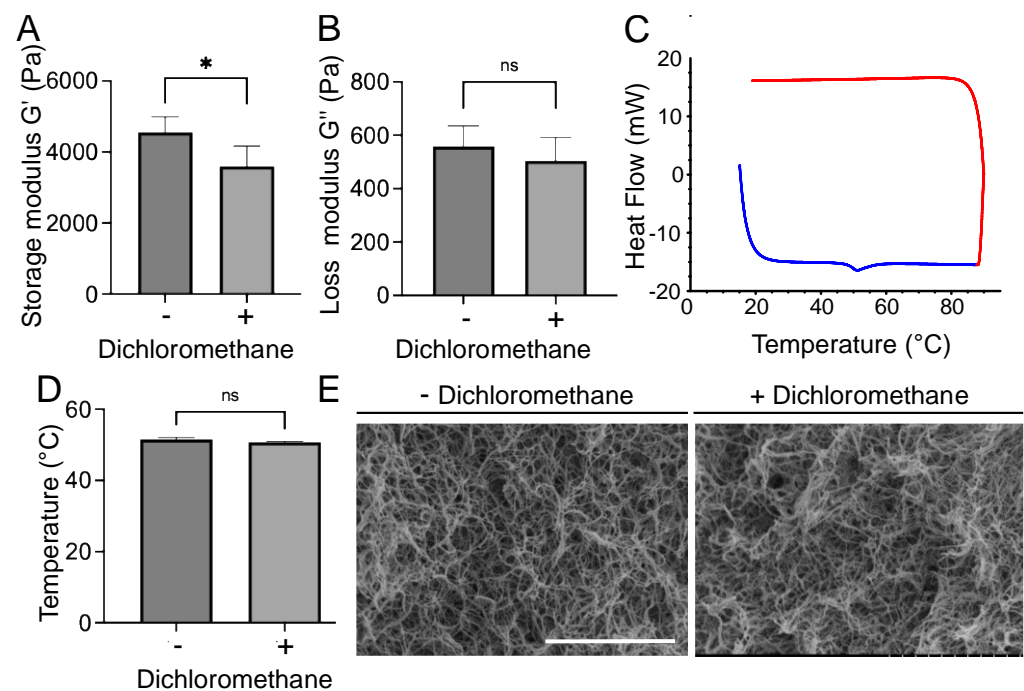 A
Storage modulus G' (Pa)
6000
4000
2000
0
*
- +
Dichloromethane
B
Loss modulus G'' (Pa)
800
600
400
200
0
ns
- +
Dichloromethane
C
Heat Flow (mW)
20
10
0
-10
-20
0 20 40 60 80
Temperature (°C)
D
Temperature (°C)
60
40
20
0
ns
- +
Dichloromethane
E
- Dichloromethane
+ Dichloromethane